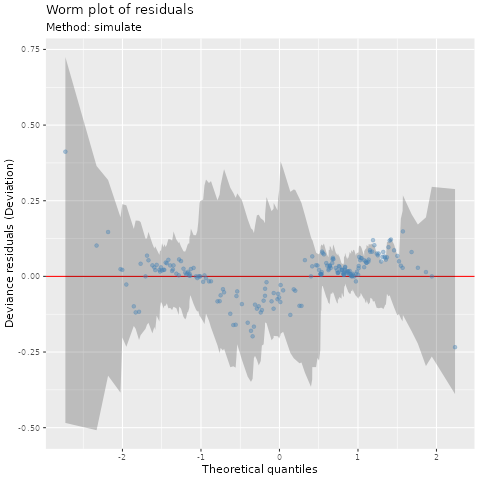 Worm plot of residuals
Method: simulate
Deviance residuals (Deviation)
0.75
0.50
0.25
0.00
-0.25
-0.50
-2
-1
0
1
2
Theoretical quantiles